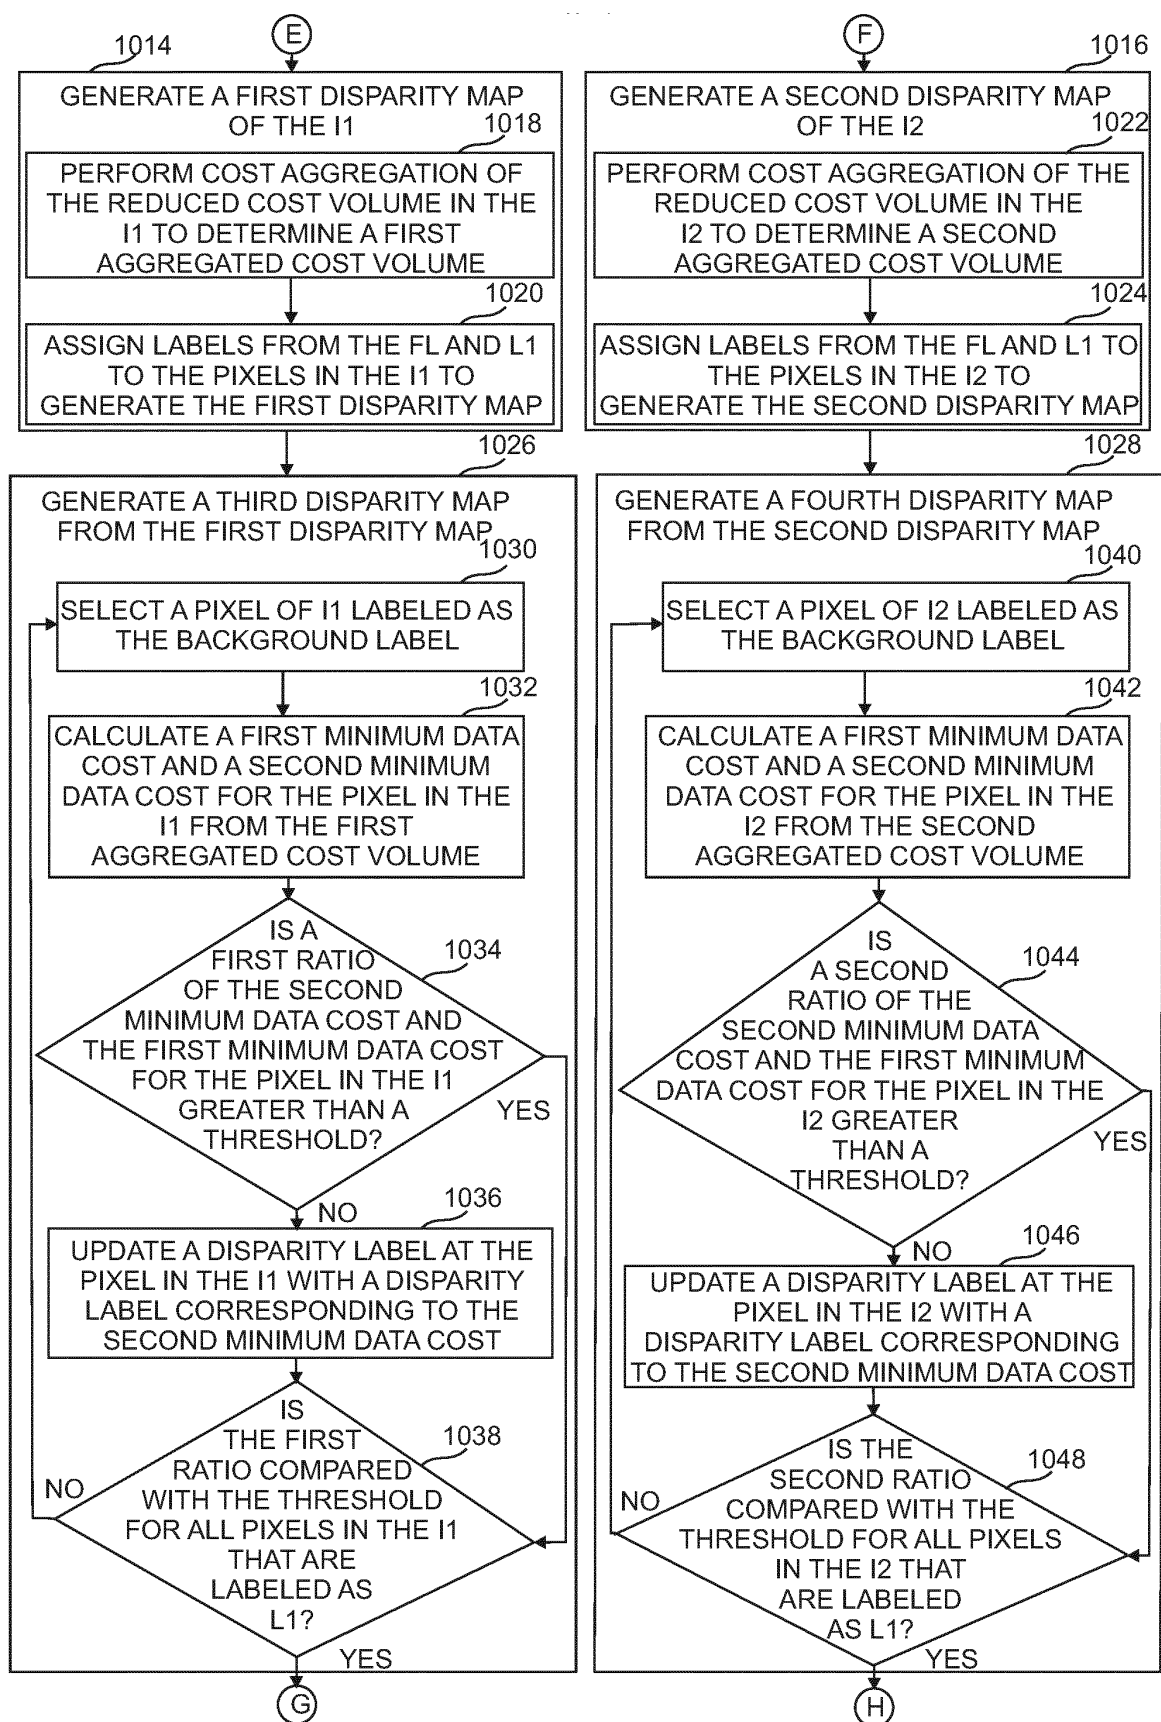 E
1014
GENERATE A FIRST DISPARITY MAP
OF THE I1
1018
PERFORM COST AGGREGATION OF
THE REDUCED COST VOLUME IN THE
I1 TO DETERMINE A FIRST
AGGREGATED COST VOLUME
1020
ASSIGN LABELS FROM THE FL AND L1
TO THE PIXELS IN THE I1 TO
GENERATE THE FIRST DISPARITY MAP
1026
GENERATE A THIRD DISPARITY MAP
FROM THE FIRST DISPARITY MAP
1030
SELECT A PIXEL OF I1 LABELED AS
THE BACKGROUND LABEL
1032
CALCULATE A FIRST MINIMUM DATA
COST AND A SECOND MINIMUM
DATA COST FOR THE PIXEL IN THE
I1 FROM THE FIRST
AGGREGATED COST VOLUME
IS A
FIRST RATIO
OF THE SECOND
MINIMUM DATA COST AND
THE FIRST MINIMUM DATA COST
FOR THE PIXEL IN THE I1
GREATER THAN A
THRESHOLD?
1034
YES
NO
1036
UPDATE A DISPARITY LABEL AT THE
PIXEL IN THE I1 WITH A DISPARITY
LABEL CORRESPONDING TO THE
SECOND MINIMUM DATA COST
IS
THE FIRST
RATIO COMPARED
WITH THE THRESHOLD
FOR ALL PIXELS IN THE I1
THAT ARE
LABELED AS
L1?
1038
NO
YES
G
F
1016
GENERATE A SECOND DISPARITY MAP
OF THE I2
1022
PERFORM COST AGGREGATION OF THE
REDUCED COST VOLUME IN THE
I2 TO DETERMINE A SECOND
AGGREGATED COST VOLUME
1024
ASSIGN LABELS FROM THE FL AND L1 TO
THE PIXELS IN THE I2 TO
GENERATE THE SECOND DISPARITY MAP
1028
GENERATE A FOURTH DISPARITY MAP
FROM THE SECOND DISPARITY MAP
1040
SELECT A PIXEL OF I2 LABELED AS
THE BACKGROUND LABEL
1042
CALCULATE A FIRST MINIMUM DATA
COST AND A SECOND MINIMUM
DATA COST FOR THE PIXEL IN THE
I2 FROM THE SECOND
AGGREGATED COST VOLUME
IS
A SECOND
RATIO OF THE
SECOND MINIMUM DATA
COST AND THE FIRST MINIMUM
DATA COST FOR THE PIXEL IN THE
I2 GREATER
THAN A
THRESHOLD?
1044
YES
NO
1046
UPDATE A DISPARITY LABEL AT THE
PIXEL IN THE I2 WITH A
DISPARITY LABEL CORRESPONDING
TO THE SECOND MINIMUM DATA COST
IS THE
SECOND RATIO
COMPARED WITH THE
THRESHOLD FOR ALL PIXELS
IN THE I2 THAT
ARE LABELED
AS L1?
1048
NO
YES
H